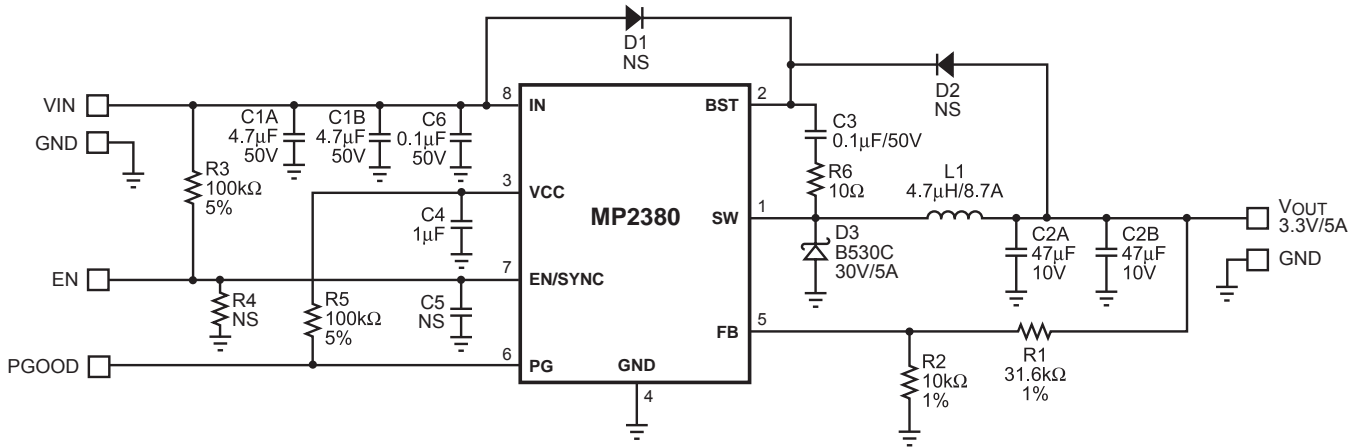 D1
NS
D2
NS
VIN
GND
C1A
4.7μF
50V
C1B
4.7μF
50V
C6
0.1μF
50V
8
IN
BST
2
C3
0.1μF/50V
R3
100kΩ
5%
3
VCC
C4
1μF
MP2380
R6
10Ω
SW
1
L1
4.7μH/8.7A
VOUT
3.3V/5A
D3
B530C
30V/5A
C2A
47μF
10V
C2B
47μF
10V
GND
EN
7
EN/SYNC
R4
NS
R5
100kΩ
5%
C5
NS
FB
5
PGOOD
6
PG
GND
4
R2
10kΩ
1%
R1
31.6kΩ
1%